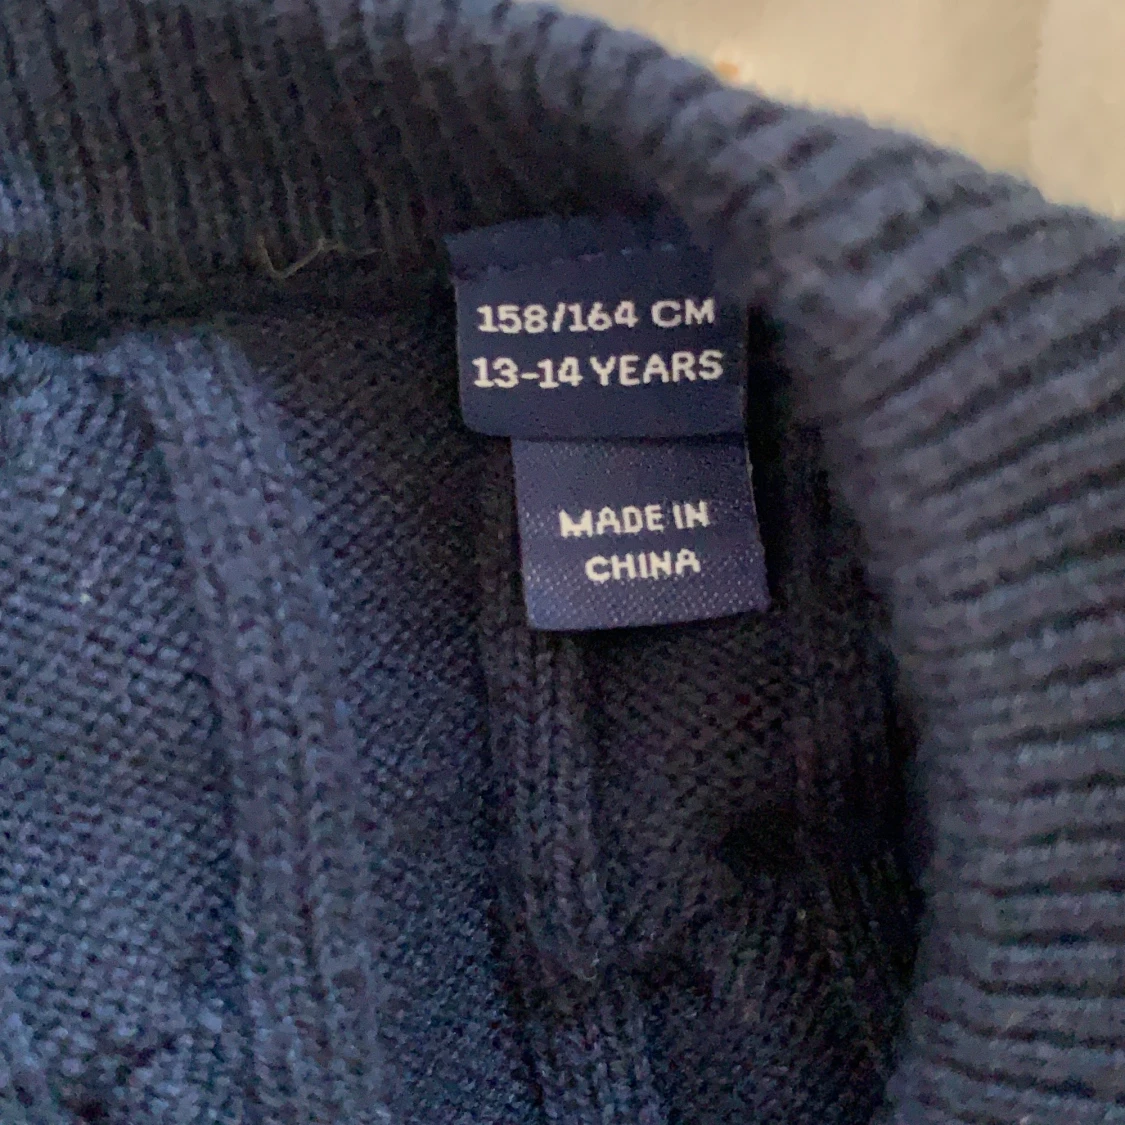 158/164 CM
13-14 YEARS
MADE IN
CHINA